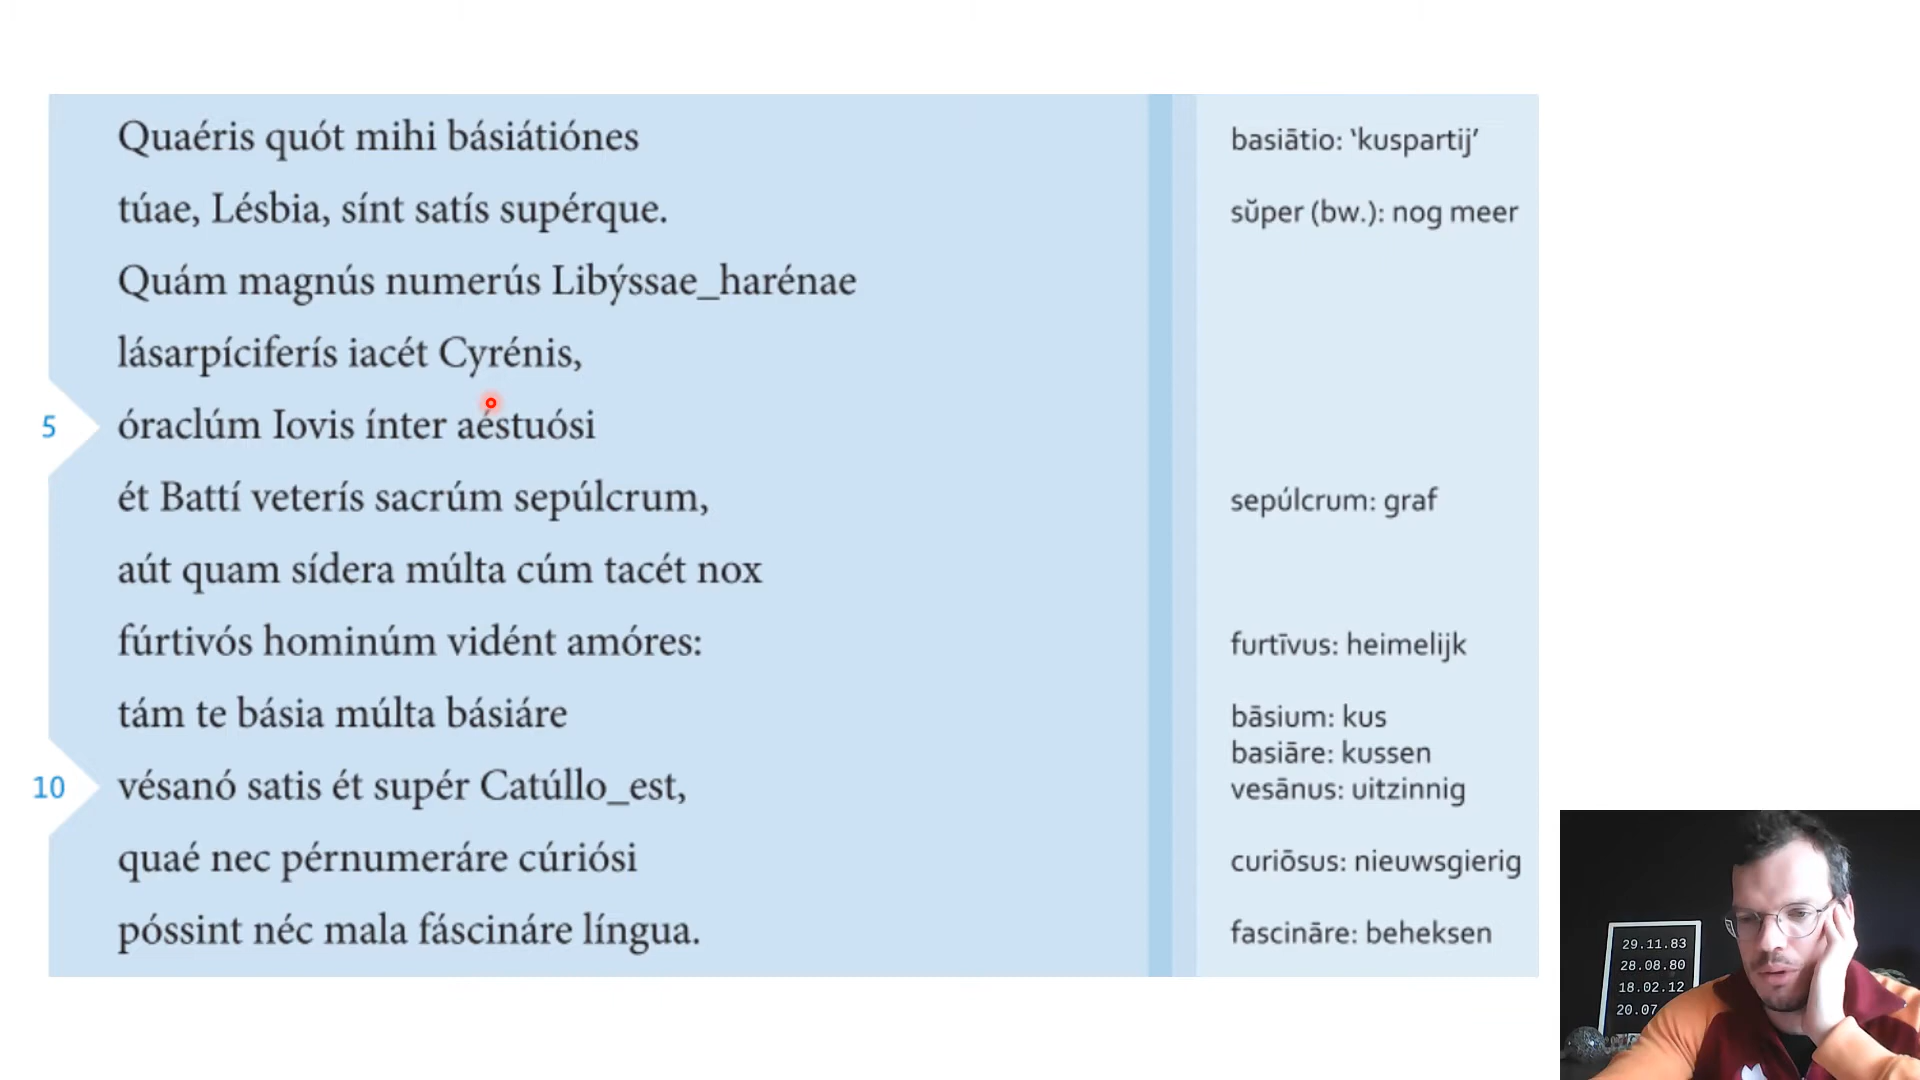 Quaéris quót mihi básiátiónes
túae, Lésbia, sínt satís supérque.
Quám magnús numerús Libýssae_harénae
lásarpíciferís iacét Cyrénis,
5 óraclúm Iovis ínter aéstuósi
ét Battí veterís sacrúm sepúlcrum,
aút quam sídera múlta cúm tacét nox
fúrtivós hominúm vidént amóres:
tám te básia múlta básiáre
10 vésanó satis ét supér Catúllo_est,
quaé nec pérnumeráre cúriósi
póssint néc mala fáscináre língua.
basiātio: ‘kuspartij’
sŭper (bw.): nog meer
sepúlcrum: graf
furtīvus: heimelijk
bāsium: kus
basiāre: kussen
vesānus: uitzinnig
curiōsus: nieuwsgierig
fascināre: beheksen
29.11.83
28.08.80
18.02.12
20.07